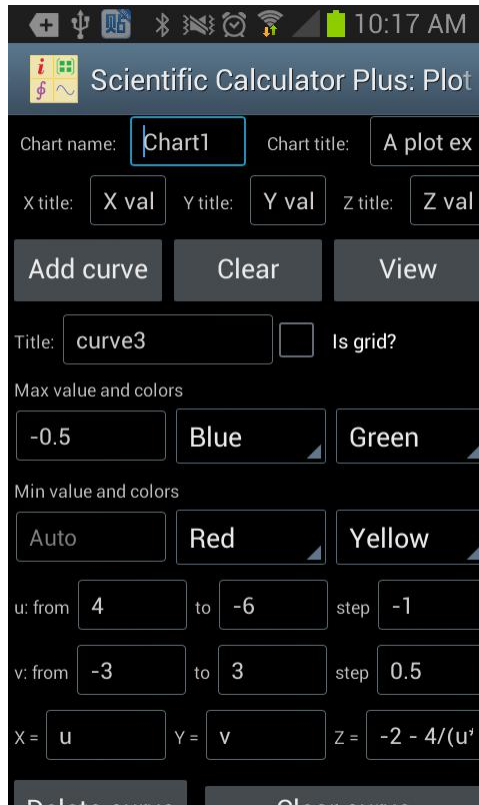 10:17 AM
Scientific Calculator Plus: Plot
Chart name: Chart1 Chart title: A plot ex
X title: X val Y title: Y val Z title: Z val
Add curve Clear View
Title: curve3 Is grid?
Max value and colors
-0.5 Blue Green
Min value and colors
Auto Red Yellow
u: from 4 to -6 step -1
v: from -3 to 3 step 0.5
X = u Y = v Z = -2 - 4/(u*